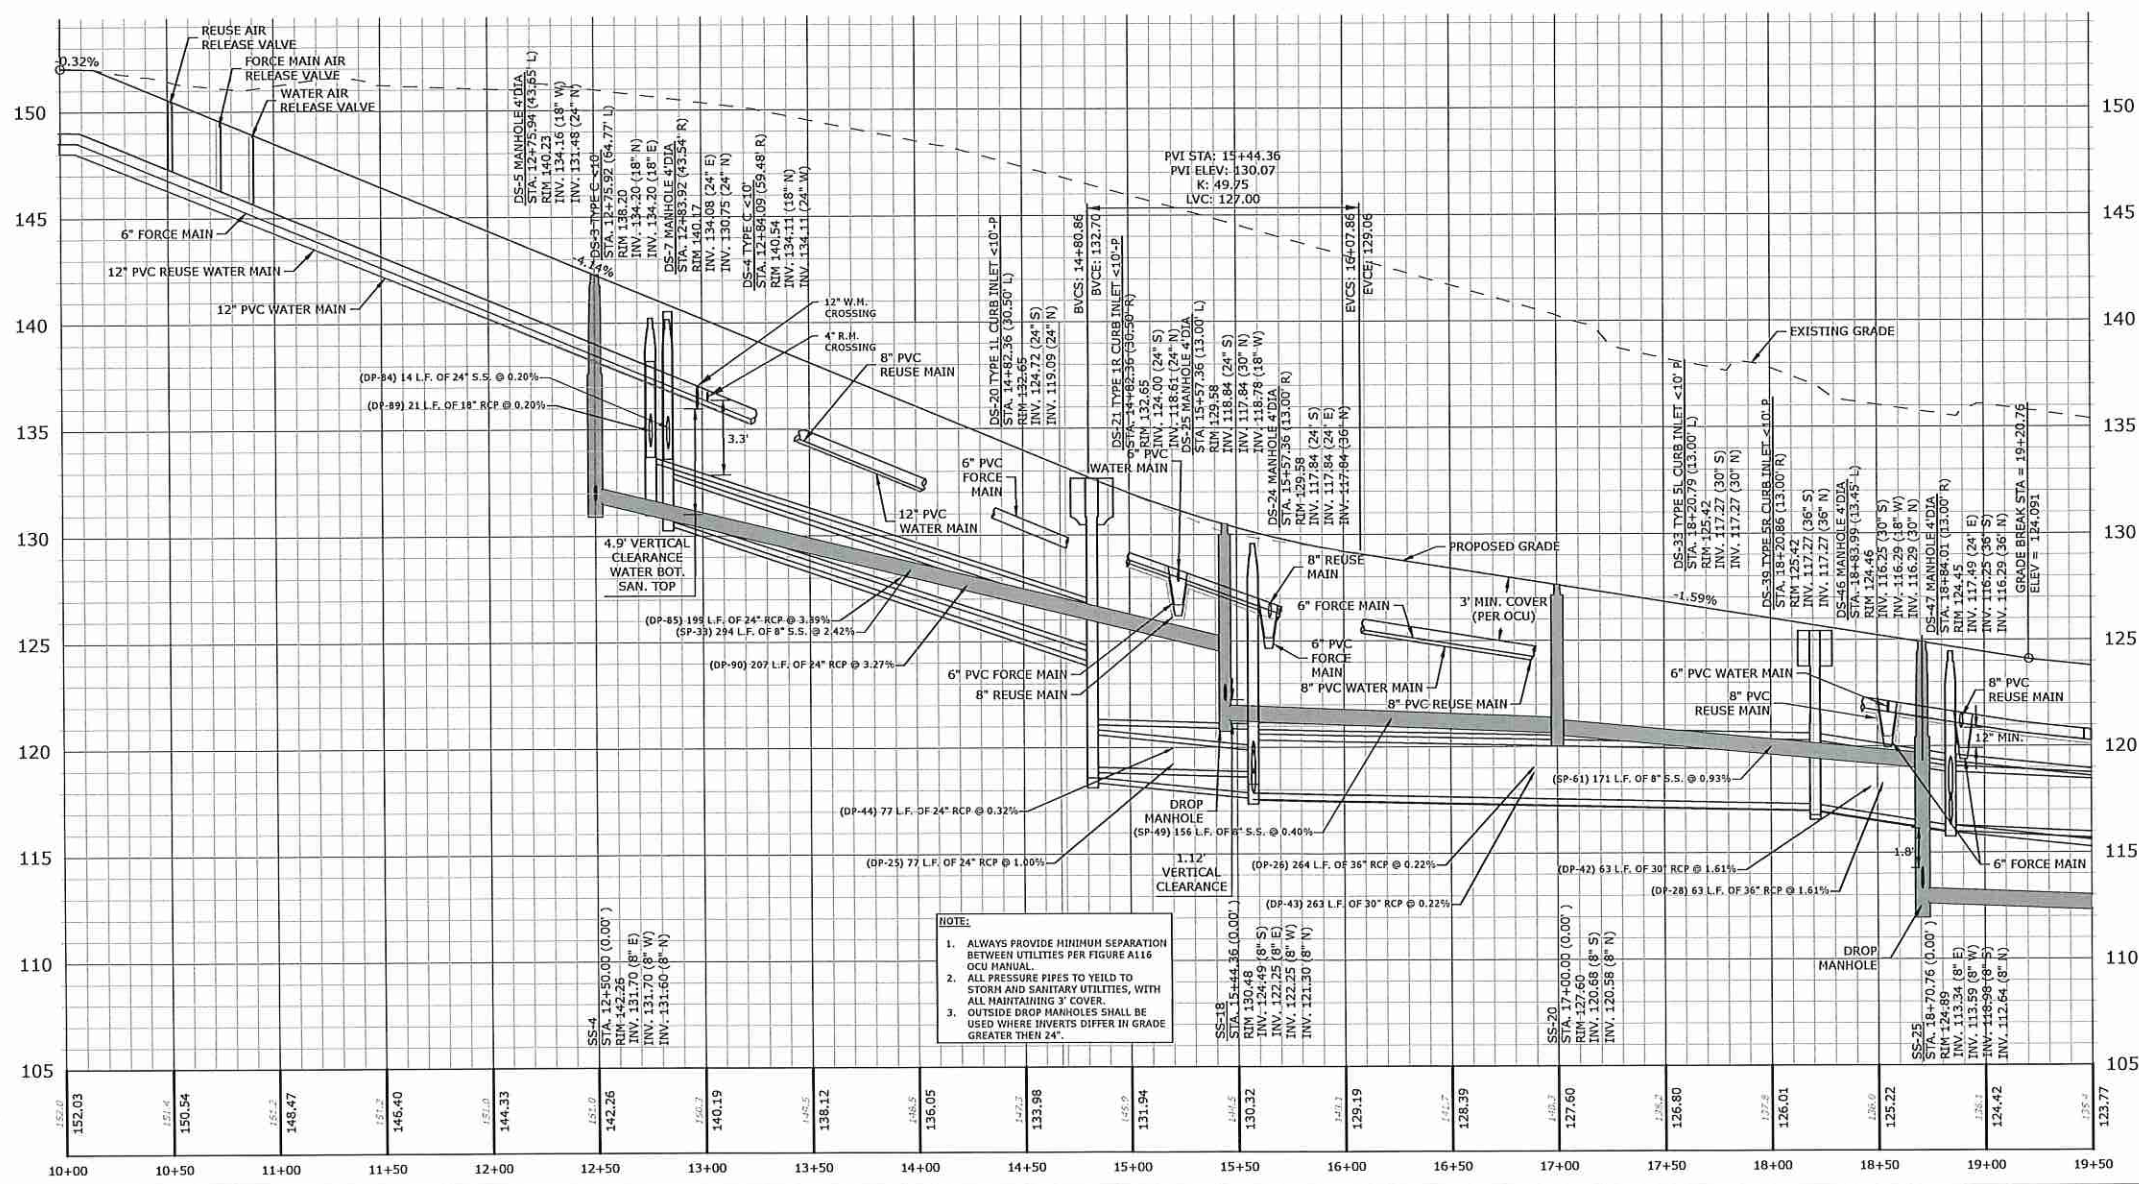 -0.32%
REUSE AIR
RELEASE VALVE
FORCE MAIN AIR
RELEASE VALVE
WATER AIR
RELEASE VALVE
6" FORCE MAIN
12" PVC REUSE WATER MAIN
12" PVC WATER MAIN
DS-5 MANHOLE 4'DIA
STA. 12+75.94 (43.65' L)
RIM 140.23
INV. 134.16 (18" W)
INV. 131.48 (24" N)
DS-3 TYPE C <10'
STA. 12+75.92 (64.77' L)
RIM 138.20
INV. 134.20 (18" N)
INV. 134.20 (18" E)
DS-7 MANHOLE 4'DIA
STA. 12+83.92 (43.54' R)
RIM 140.17
INV. 134.08 (24" E)
INV. 130.75 (24" N)
DS-4 TYPE C <10'
STA. 12+84.09 (59.48' R)
RIM 140.54
INV. 134.11 (18" N)
INV. 134.11 (24" W)
-4.14%
12" W.M.
CROSSING
4" R.M.
CROSSING
8" PVC
REUSE MAIN
(DP-84) 14 L.F. OF 24" S.S. @ 0.20%
(DP-89) 21 L.F. OF 18" RCP @ 0.20%
3.3'
12" PVC
WATER MAIN
4.9' VERTICAL
CLEARANCE
WATER BOT.
SAN. TOP
(DP-85) 199 L.F. OF 24" RCP @ 3.39%
(SP-33) 294 L.F. OF 8" S.S. @ 2.42%
(DP-90) 207 L.F. OF 24" RCP @ 3.27%
DS-20 TYPE 1L CURB INLET <10'-P
STA. 14+82.36 (30.50' L)
RIM 132.65
INV. 124.72 (24" S)
INV. 119.09 (24" N)
PVI STA: 15+44.36
PVI ELEV: 130.07
K: 49.75
LVC: 127.00
BVCS: 14+80.86
BVCE: 132.70
EVCS: 16+07.86
EVCE: 129.06
DS-21 TYPE 1R CURB INLET <10'-P
STA. 14+82.36 (30.50' R)
RIM 132.65
INV. 124.00 (24" S)
INV. 118.61 (24" N)
DS-25 MANHOLE 4'DIA
STA. 15+57.36 (13.00' L)
RIM 129.58
INV. 118.84 (24" S)
INV. 117.84 (30" N)
INV. 118.78 (18" W)
DS-24 MANHOLE 4'DIA
STA. 15+57.36 (13.00' R)
RIM 129.58
INV. 117.84 (24" S)
INV. 117.84 (24" E)
INV. 117.84 (36" N)
6" PVC
FORCE
MAIN
6" PVC
WATER MAIN
8" REUSE
MAIN
6" PVC
FORCE
MAIN
6" PVC FORCE MAIN
8" REUSE MAIN
PROPOSED GRADE
EXISTING GRADE
3' MIN. COVER
(PER OCU)
6" FORCE MAIN
8" PVC WATER MAIN
8" PVC REUSE MAIN
-1.59%
(DP-44) 77 L.F. OF 24" RCP @ 0.32%
(DP-25) 77 L.F. OF 24" RCP @ 1.00%
DROP
MANHOLE
(SP-49) 156 L.F. OF 8" S.S. @ 0.40%
1.12'
VERTICAL
CLEARANCE
(DP-26) 264 L.F. OF 36" RCP @ 0.22%
(DP-43) 263 L.F. OF 30" RCP @ 0.22%
(SP-61) 171 L.F. OF 8" S.S. @ 0.93%
(DP-42) 63 L.F. OF 30" RCP @ 1.61%
(DP-28) 63 L.F. OF 36" RCP @ 1.61%
DS-33 TYPE 5L CURB INLET <10' P
STA. 18+20.79 (13.00' L)
RIM 125.42
INV. 117.27 (30" S)
INV. 117.27 (30" N)
DS-39 TYPE 5R CURB INLET <10' P
STA. 18+20.86 (13.00' R)
RIM 125.42
INV. 117.27 (36" S)
INV. 117.27 (36" N)
DS-46 MANHOLE 4'DIA
STA. 18+83.99 (13.45' L)
RIM 124.46
INV. 116.25 (30" S)
INV. 116.29 (18" W)
INV. 116.29 (30" N)
DS-47 MANHOLE 4'DIA
STA. 18+84.01 (13.00' R)
RIM 124.45
INV. 117.49 (24' E)
INV. 116.25 (36" S)
INV. 116.29 (36' N)
GRADE BREAK STA = 19+20.76
ELEV = 124.091
6" PVC WATER MAIN
8" PVC
REUSE MAIN
8" PVC
REUSE MAIN
12" MIN.
1.8'
6" FORCE MAIN
DROP
MANHOLE
SS-4
STA. 12+50.00 (0.00' )
RIM 142.26
INV. 131.70 (8" E)
INV. 131.70 (8" W)
INV. 131.60 (8" N)
NOTE:
1. ALWAYS PROVIDE MINIMUM SEPARATION
BETWEEN UTILITIES PER FIGURE A116
OCU MANUAL.
2. ALL PRESSURE PIPES TO YEILD TO
STORM AND SANITARY UTILITIES, WITH
ALL MAINTAINING 3' COVER.
3. OUTSIDE DROP MANHOLES SHALL BE
USED WHERE INVERTS DIFFER IN GRADE
GREATER THEN 24".
SS-18
STA. 15+44.36 (0.00' )
RIM 130.48
INV. 124.49 (8" S)
INV. 122.25 (8" E)
INV. 122.25 (8" W)
INV. 121.30 (8" N)
SS-20
STA. 17+00.00 (0.00' )
RIM 127.60
INV. 120.68 (8" S)
INV. 120.58 (8" N)
SS-25
STA. 18+70.76 (0.00' )
RIM 124.89
INV. 113.34 (8" E)
INV. 113.59 (8" W)
INV. 118.98 (8" S)
INV. 112.64 (8" N)
150 150
145 145
140 140
135 135
130 130
125 125
120 120
115 115
110 110
105 105
152.03 150.54 148.47 146.40 144.33 142.26 140.19 138.12 136.05 133.98 131.94 130.32 129.19 128.39 127.60 126.80 126.01 125.22 124.42 123.77
10+00 10+50 11+00 11+50 12+00 12+50 13+00 13+50 14+00 14+50 15+00 15+50 16+00 16+50 17+00 17+50 18+00 18+50 19+00 19+50